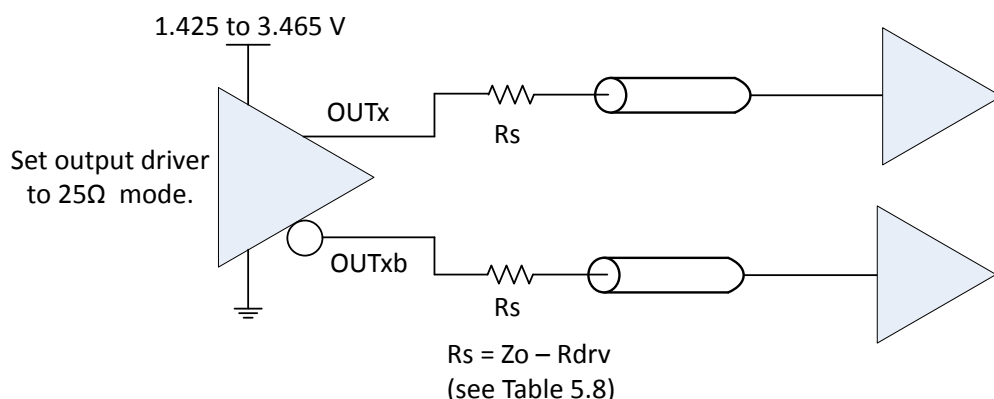 1.425 to 3.465 V
OUTx
Rs
Set output driver
to 25Ω mode.
OUTxb
Rs
Rs = Zo – Rdrv
(see Table 5.8)